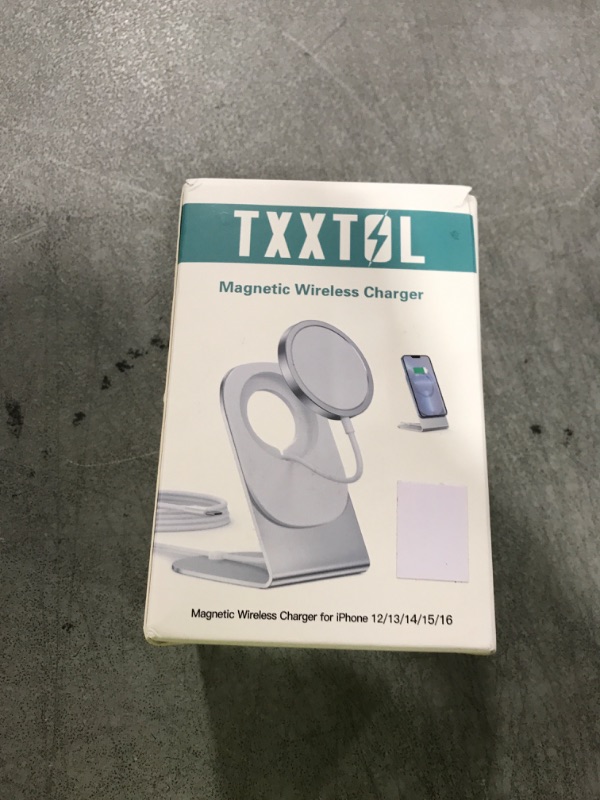 TXXTOL
Magnetic Wireless Charger
Magnetic Wireless Charger for iPhone 12/13/14/15/16